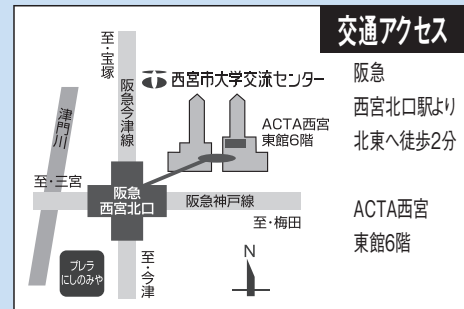 交通アクセス
阪急
西宮北口駅より
北東へ徒歩2分
ACTA西宮
東館6階
至・宝塚
阪急今津線
西宮市大学交流センター
津門川
ACTA西宮
東館6階
至・三宮
阪急
西宮北口
阪急神戸線
至・梅田
プレラ
にしのみや
至・今津
N